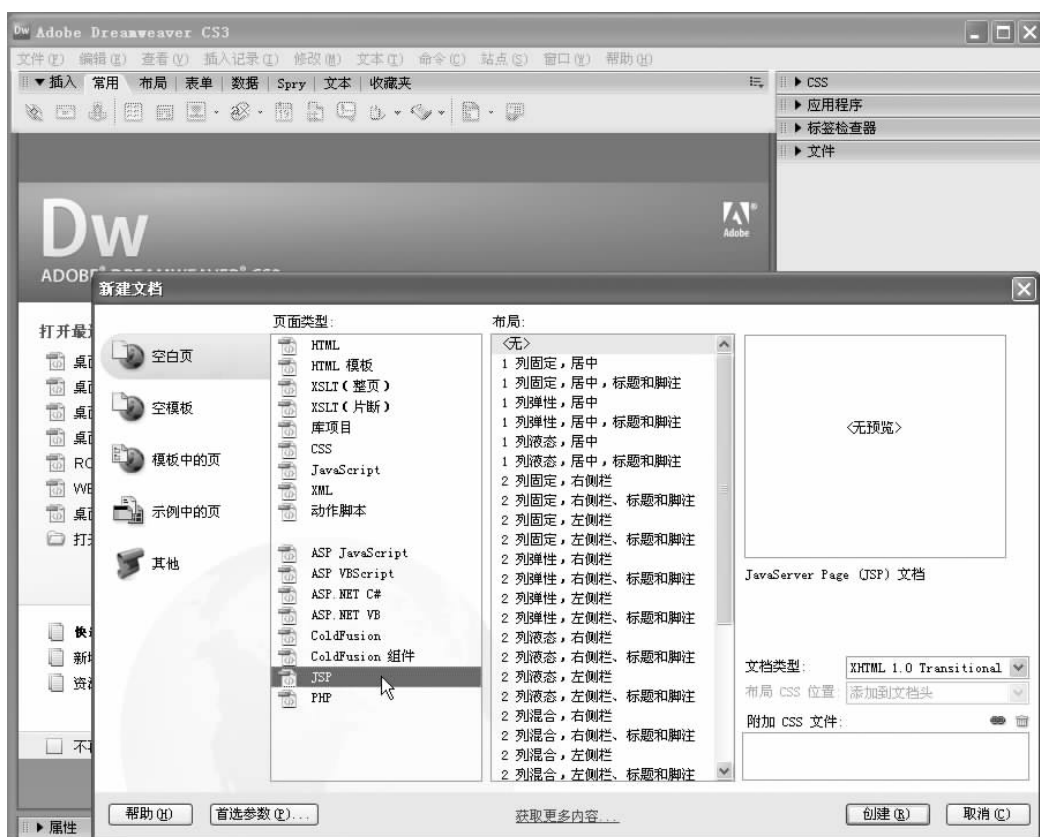 Adobe Dreamweaver CS3
文件(F) 编辑(E) 查看(V) 插入记录(I) 修改(M) 文本(T) 命令(C) 站点(S) 窗口(W) 帮助(H)
▼插入 常用 布局 表单 数据 Spry 文本 收藏夹
CSS
应用程序
标签检查器
文件
Dw
Adobe
新建文档
页面类型:
布局:
空白页
空模板
模板中的页
示例中的页
其他
HTML
HTML 模板
XSLT(整页)
XSLT(片断)
库项目
CSS
JavaScript
XML
动作脚本
ASP JavaScript
ASP VBScript
ASP.NET C#
ASP.NET VB
ColdFusion
ColdFusion 组件
JSP
PHP
<无>
1 列固定,居中
1 列固定,居中,标题和脚注
1 列弹性,居中
1 列弹性,居中,标题和脚注
1 列液态,居中
1 列液态,居中,标题和脚注
2 列固定,右侧栏
2 列固定,右侧栏、标题和脚注
2 列固定,左侧栏
2 列固定,左侧栏、标题和脚注
2 列弹性,右侧栏
2 列弹性,右侧栏、标题和脚注
2 列弹性,左侧栏
2 列弹性,左侧栏、标题和脚注
2 列液态,右侧栏
2 列液态,右侧栏、标题和脚注
2 列液态,左侧栏
2 列液态,左侧栏、标题和脚注
2 列混合,右侧栏
2 列混合,右侧栏、标题和脚注
2 列混合,左侧栏
2 列混合,左侧栏、标题和脚注
<无预览>
JavaServer Page (JSP) 文档
文档类型: XHTML 1.0 Transitional
布局 CSS 位置: 添加到文档头
附加 CSS 文件:
帮助(H) 首选参数(P)... 获取更多内容... 创建(R) 取消(C)
属性